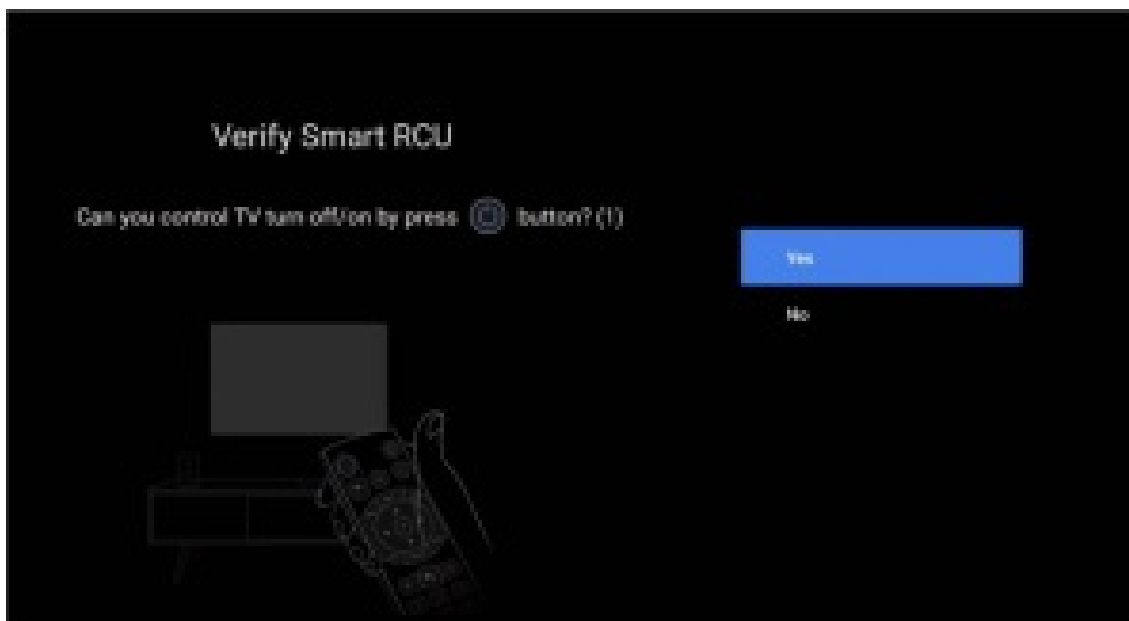 Verify Smart RCU
Can you control TV turn off/on by press button? (1)
Yes
No